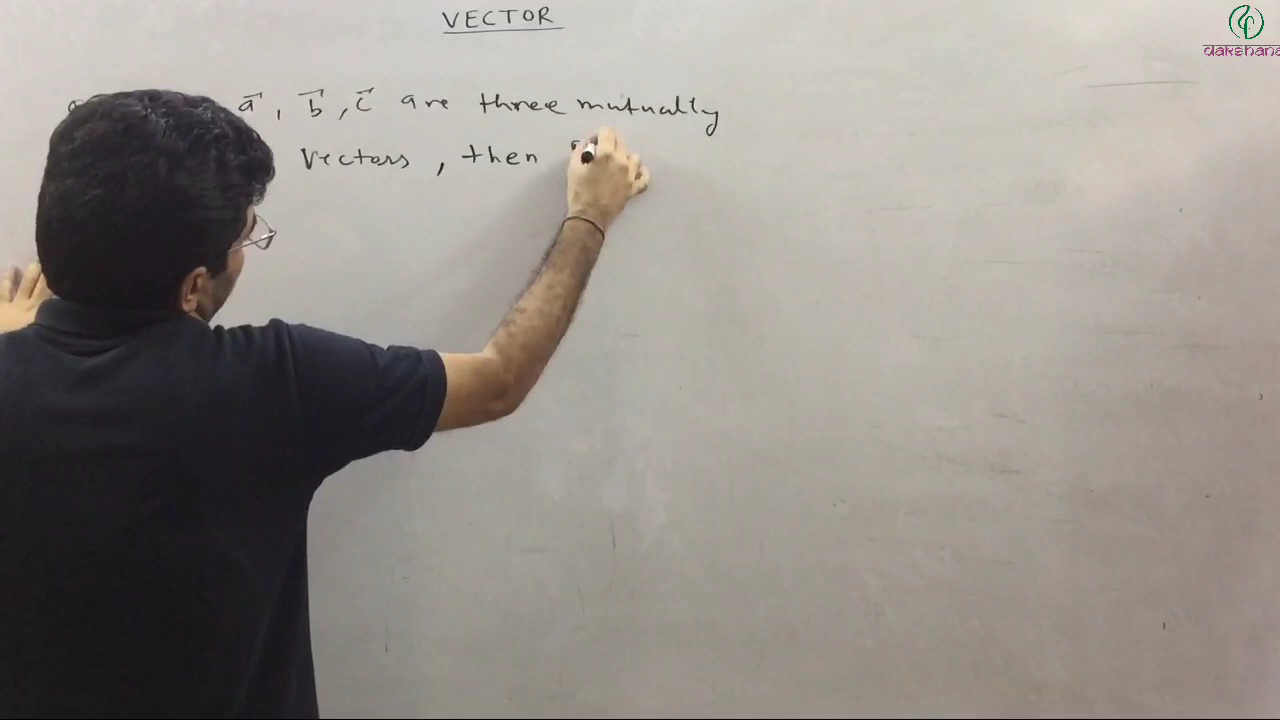 VECTOR
dakshana
a⃗ , b⃗ , c⃗ are three mutually
vectors , then